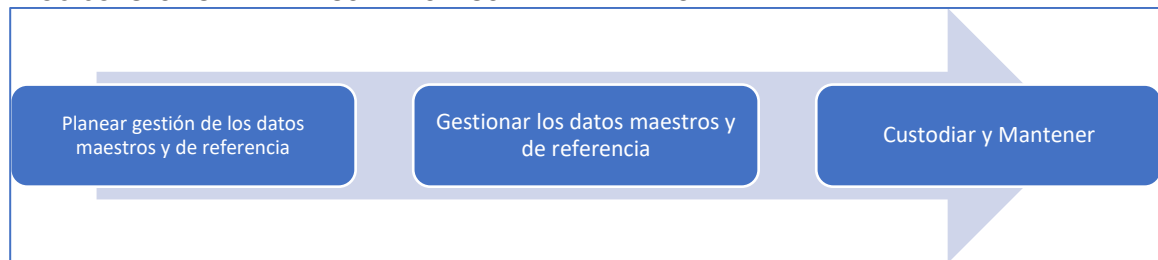 Planear gestión de los datos
maestros y de referencia
Gestionar los datos maestros y
de referencia
Custodiar y Mantener